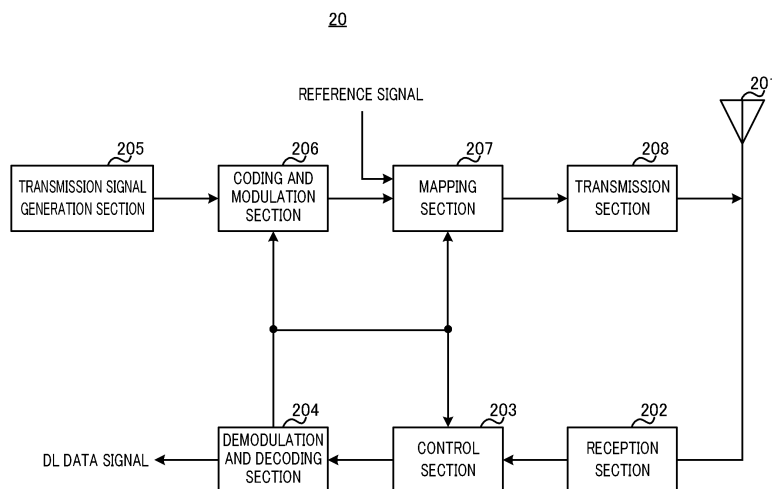 20
REFERENCE SIGNAL
201
205
206
207
208
TRANSMISSION SIGNAL
GENERATION SECTION
CODING AND
MODULATION
SECTION
MAPPING
SECTION
TRANSMISSION
SECTION
204
203
202
DL DATA SIGNAL
DEMODULATION
AND DECODING
SECTION
CONTROL
SECTION
RECEPTION
SECTION